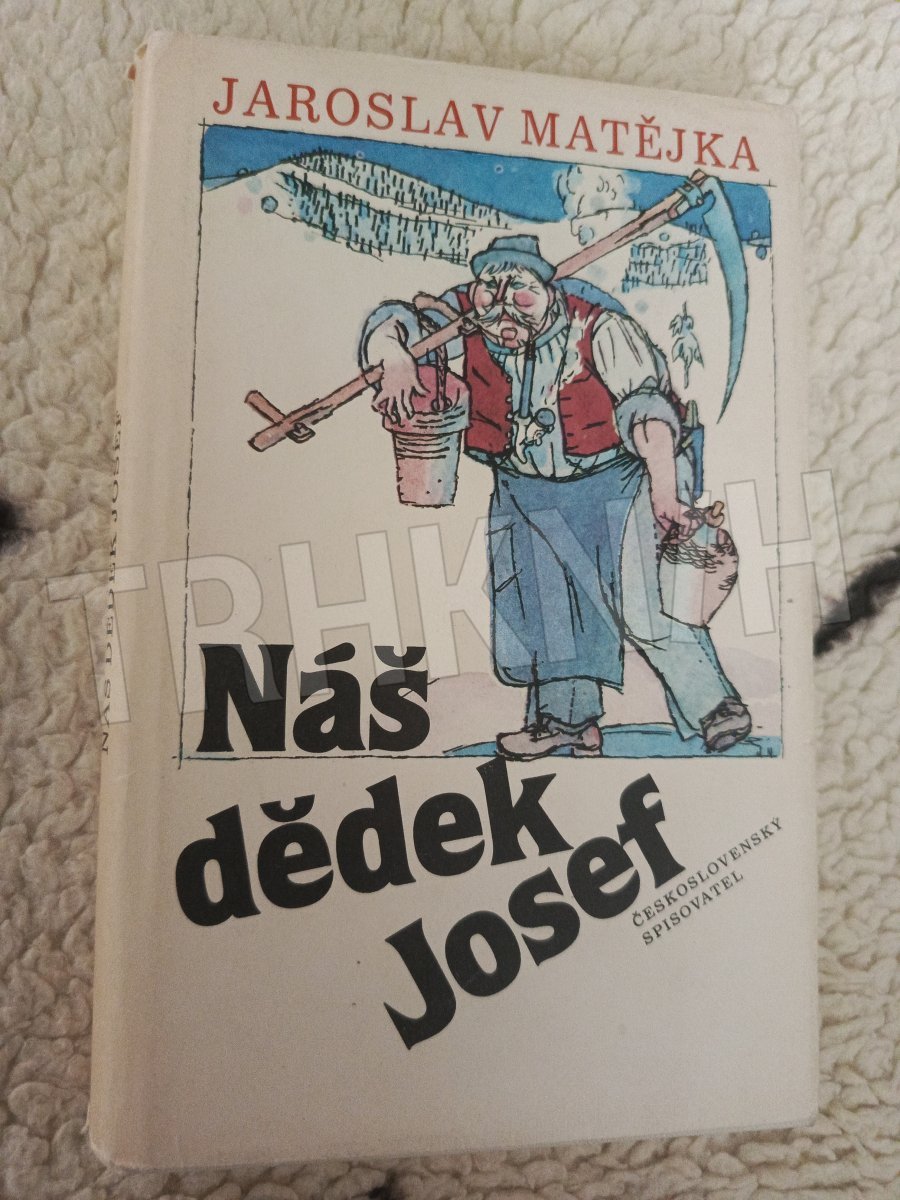 JAROSLAV MATĚJKA
Náš
dědek
Josef
ČESKOSLOVENSKÝ
SPISOVATEL
NÁŠ DĚDEK JOSEF
TRHKNIH